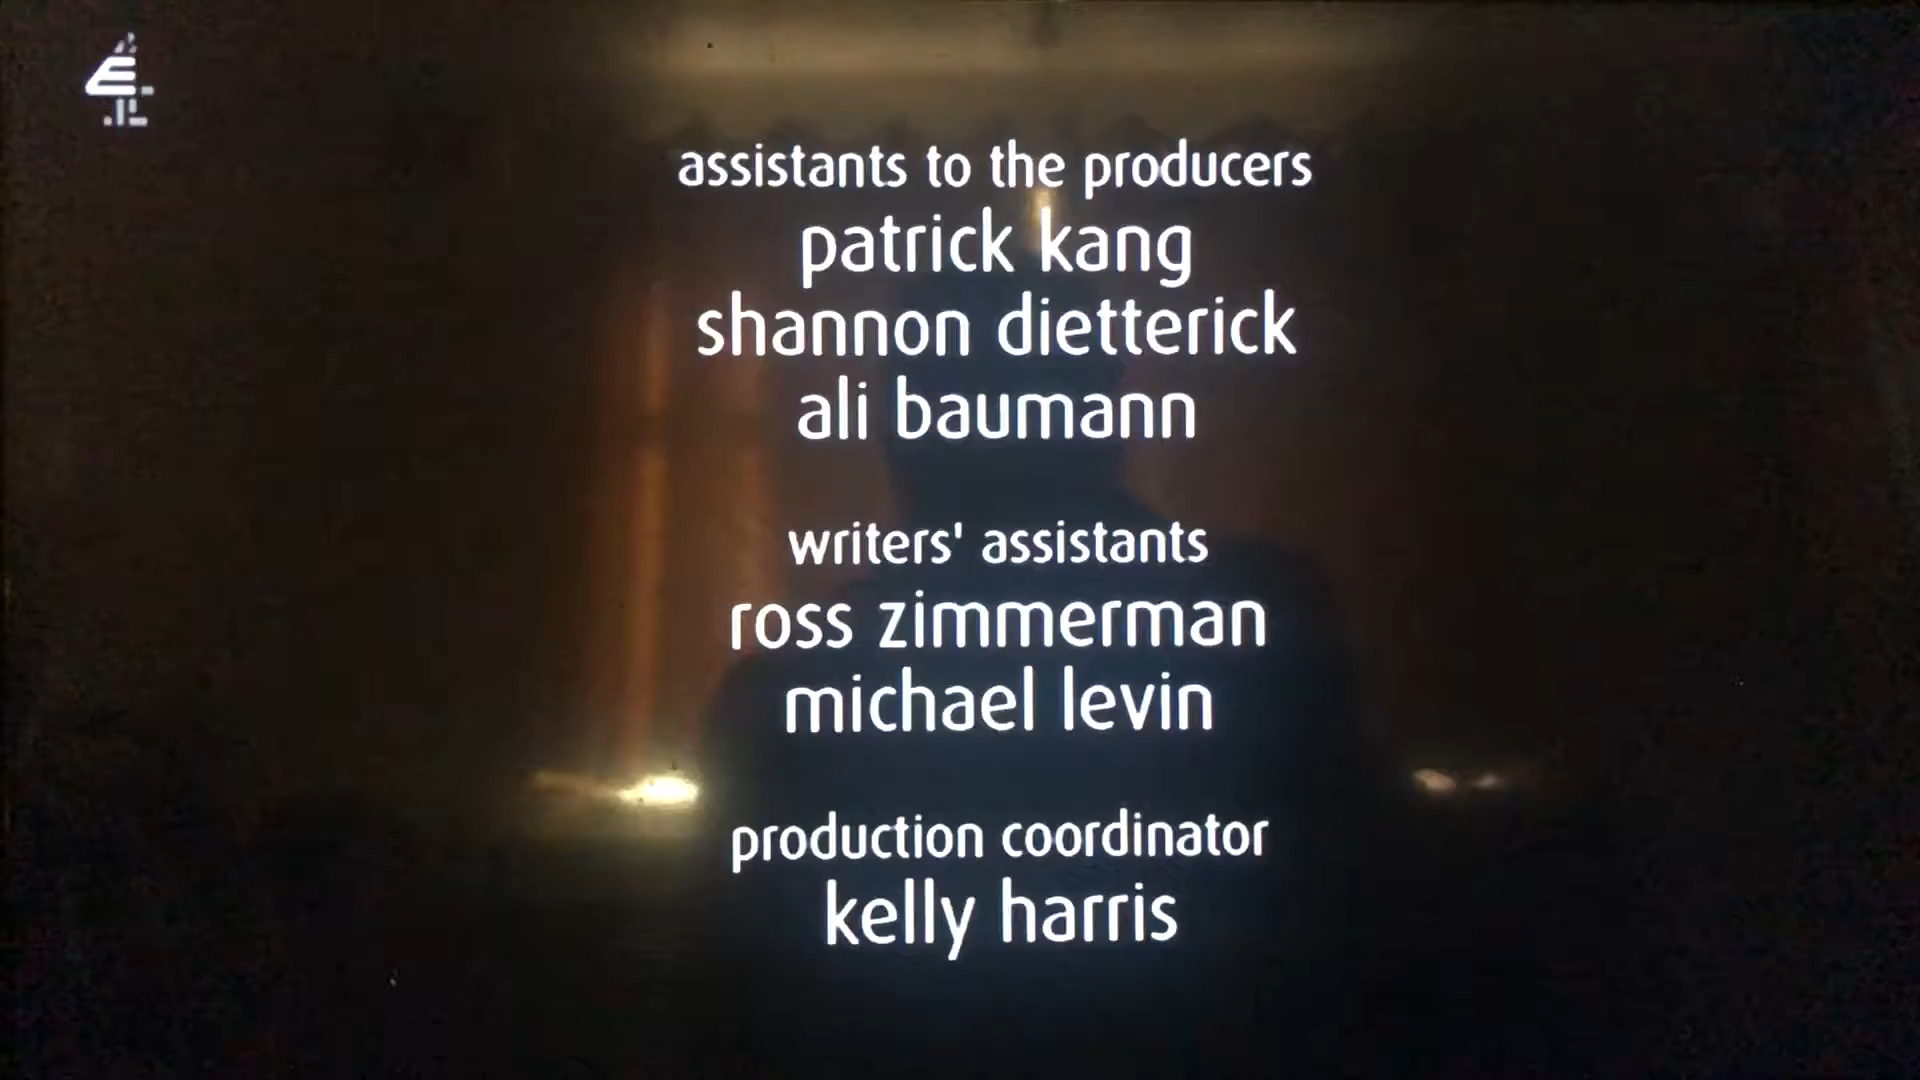 assistants to the producers
patrick kang
shannon dietterick
ali baumann
writers' assistants
ross zimmerman
michael levin
production coordinator
kelly harris